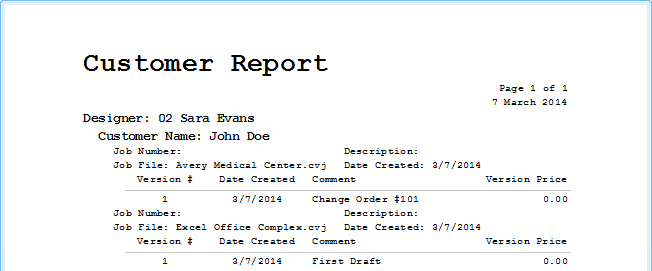 Customer Report
Page 1 of 1
7 March 2014
Designer: 02 Sara Evans
Customer Name: John Doe
Job Number: Description:
Job File: Avery Medical Center.cvj Date Created: 3/7/2014
Version # Date Created Comment Version Price
1 3/7/2014 Change Order #101 0.00
Job Number: Description:
Job File: Excel Office Complex.cvj Date Created: 3/7/2014
Version # Date Created Comment Version Price
1 3/7/2014 First Draft 0.00